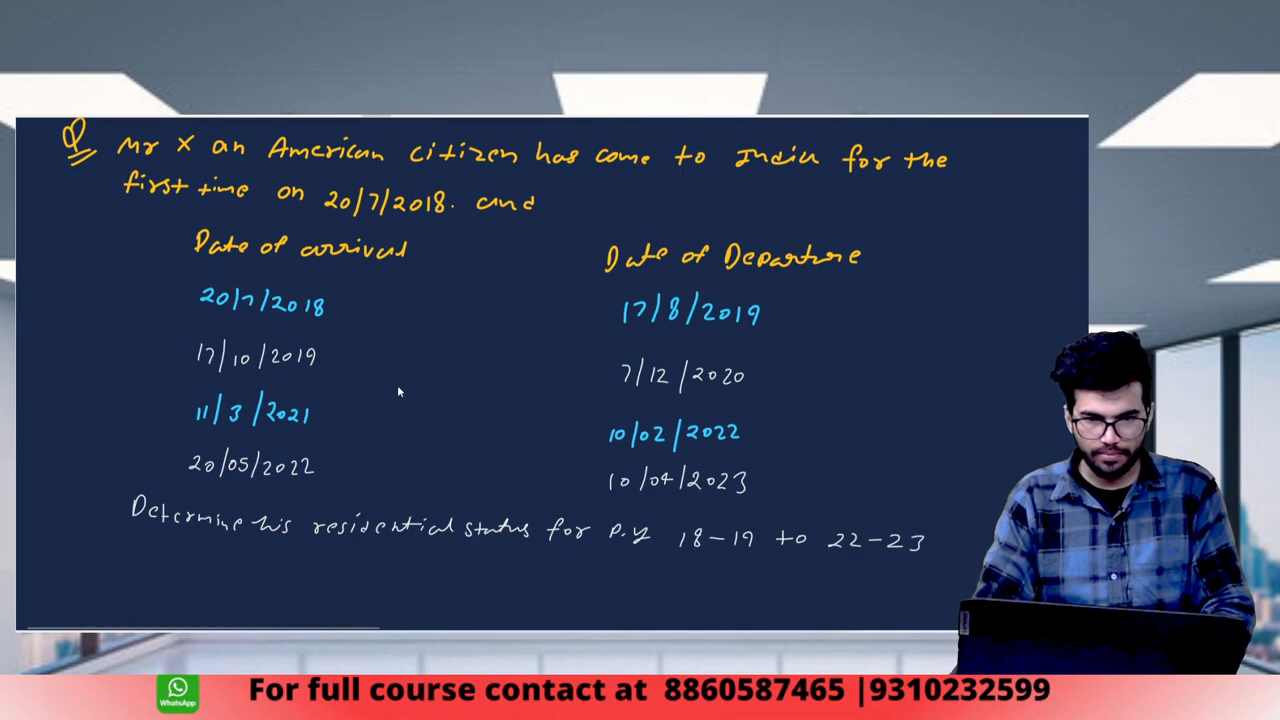 Q Mr X an American citizen has come to India for the
first time on 20/7/2018. and
Date of arrival Date of Departure
20/7/2018 17/8/2019
17/10/2019 7/12/2020
11/3/2021 10/02/2022
20/05/2022 10/04/2023
Determine his residential status for P.Y 18-19 to 22-23
WhatsApp
For full course contact at 8860587465 |9310232599